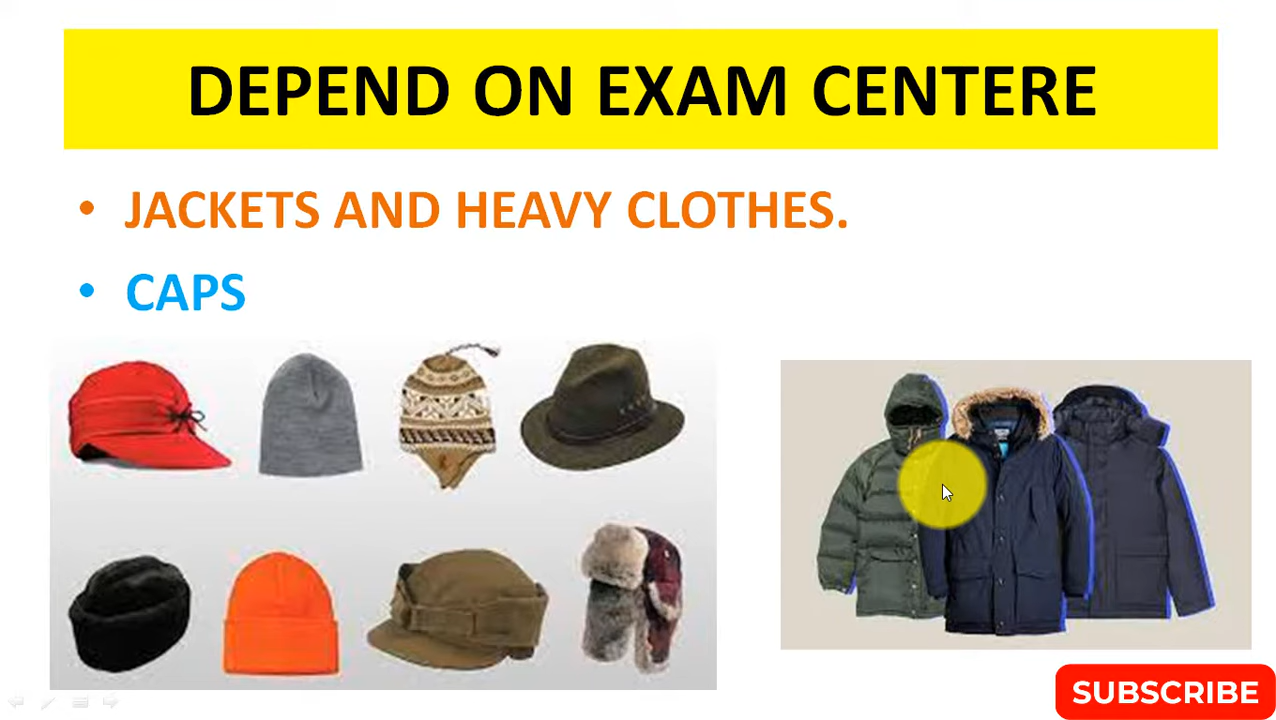 DEPEND ON EXAM CENTERE
• JACKETS AND HEAVY CLOTHES.
• CAPS
SUBSCRIBE